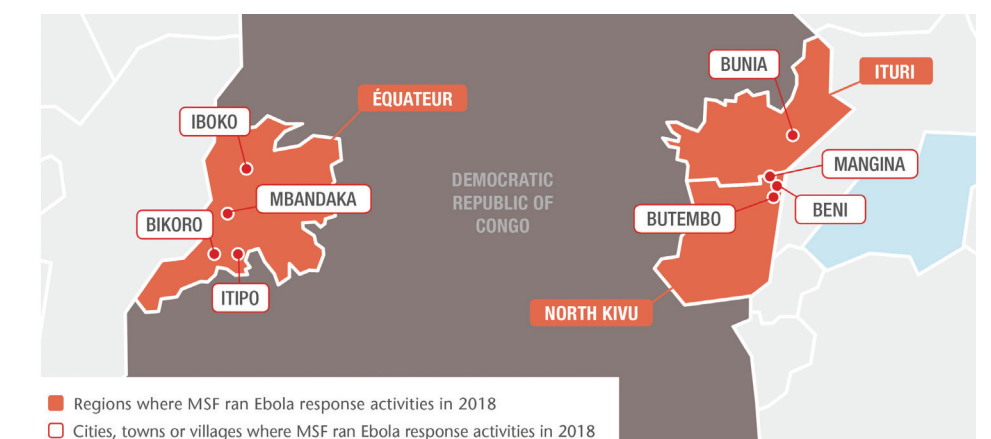 BUNIA
ITURI
ÉQUATEUR
IBOKO
MANGINA
DEMOCRATIC
REPUBLIC OF
CONGO
MBANDAKA
BENI
BUTEMBO
BIKORO
ITIPO
NORTH KIVU
Regions where MSF ran Ebola response activities in 2018
Cities, towns or villages where MSF ran Ebola response activities in 2018